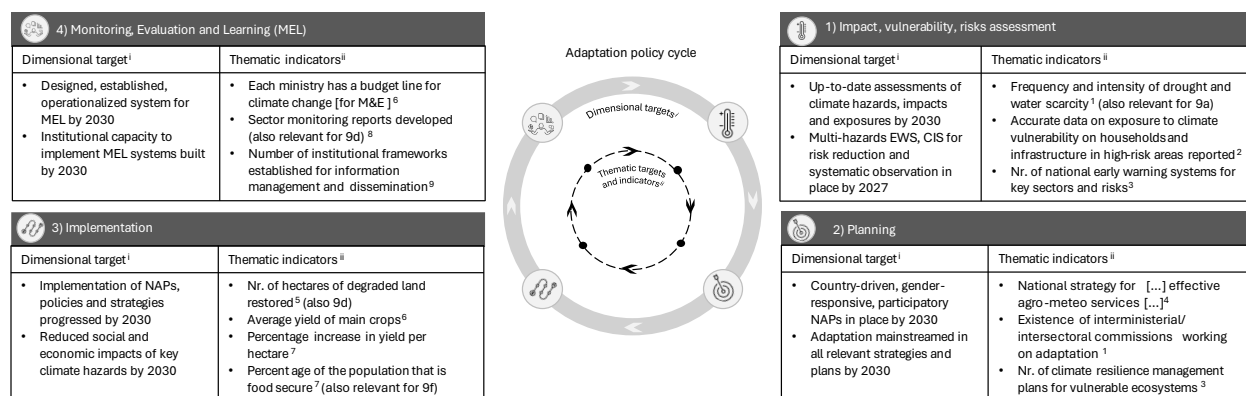 4) Monitoring, Evaluation and Learning (MEL)
Dimensional target i
Thematic indicators ii
• Designed, established,
operationalized system for
MEL by 2030
• Institutional capacity to
implement MEL systems built
by 2030
• Each ministry has a budget line for
climate change [for M&E ] 6
• Sector monitoring reports developed
(also relevant for 9d) 8
• Number of institutional frameworks
established for information
management and dissemination 9
3) Implementation
Dimensional target i
Thematic indicators ii
• Implementation of NAPs,
policies and strategies
progressed by 2030
• Reduced social and
economic impacts of key
climate hazards by 2030
• Nr. of hectares of degraded land
restored 5 (also 9d)
• Average yield of main crops 6
• Percentage increase in yield per
hectare 7
• Percent age of the population that is
food secure 7 (also relevant for 9f)
Adaptation policy cycle
Dimensional targets i
Thematic targets
and indicators ii
1) Impact, vulnerability, risks assessment
Dimensional target i
Thematic indicators ii
• Up-to-date assessments of
climate hazards, impacts
and exposures by 2030
• Multi-hazards EWS, CIS for
risk reduction and
systematic observation in
place by 2027
• Frequency and intensity of drought and
water scarcity 1 (also relevant for 9a)
• Accurate data on exposure to climate
vulnerability on households and
infrastructure in high-risk areas reported 2
• Nr. of national early warning systems for
key sectors and risks 3
2) Planning
Dimensional target i
Thematic indicators ii
• Country-driven, gender-
responsive, participatory
NAPs in place by 2030
• Adaptation mainstreamed in
all relevant strategies and
plans by 2030
• National strategy for [...] effective
agro-meteo services [...] 4
• Existence of interministerial/
intersectoral commissions working
on adaptation 1
• Nr. of climate resilience management
plans for vulnerable ecosystems 3